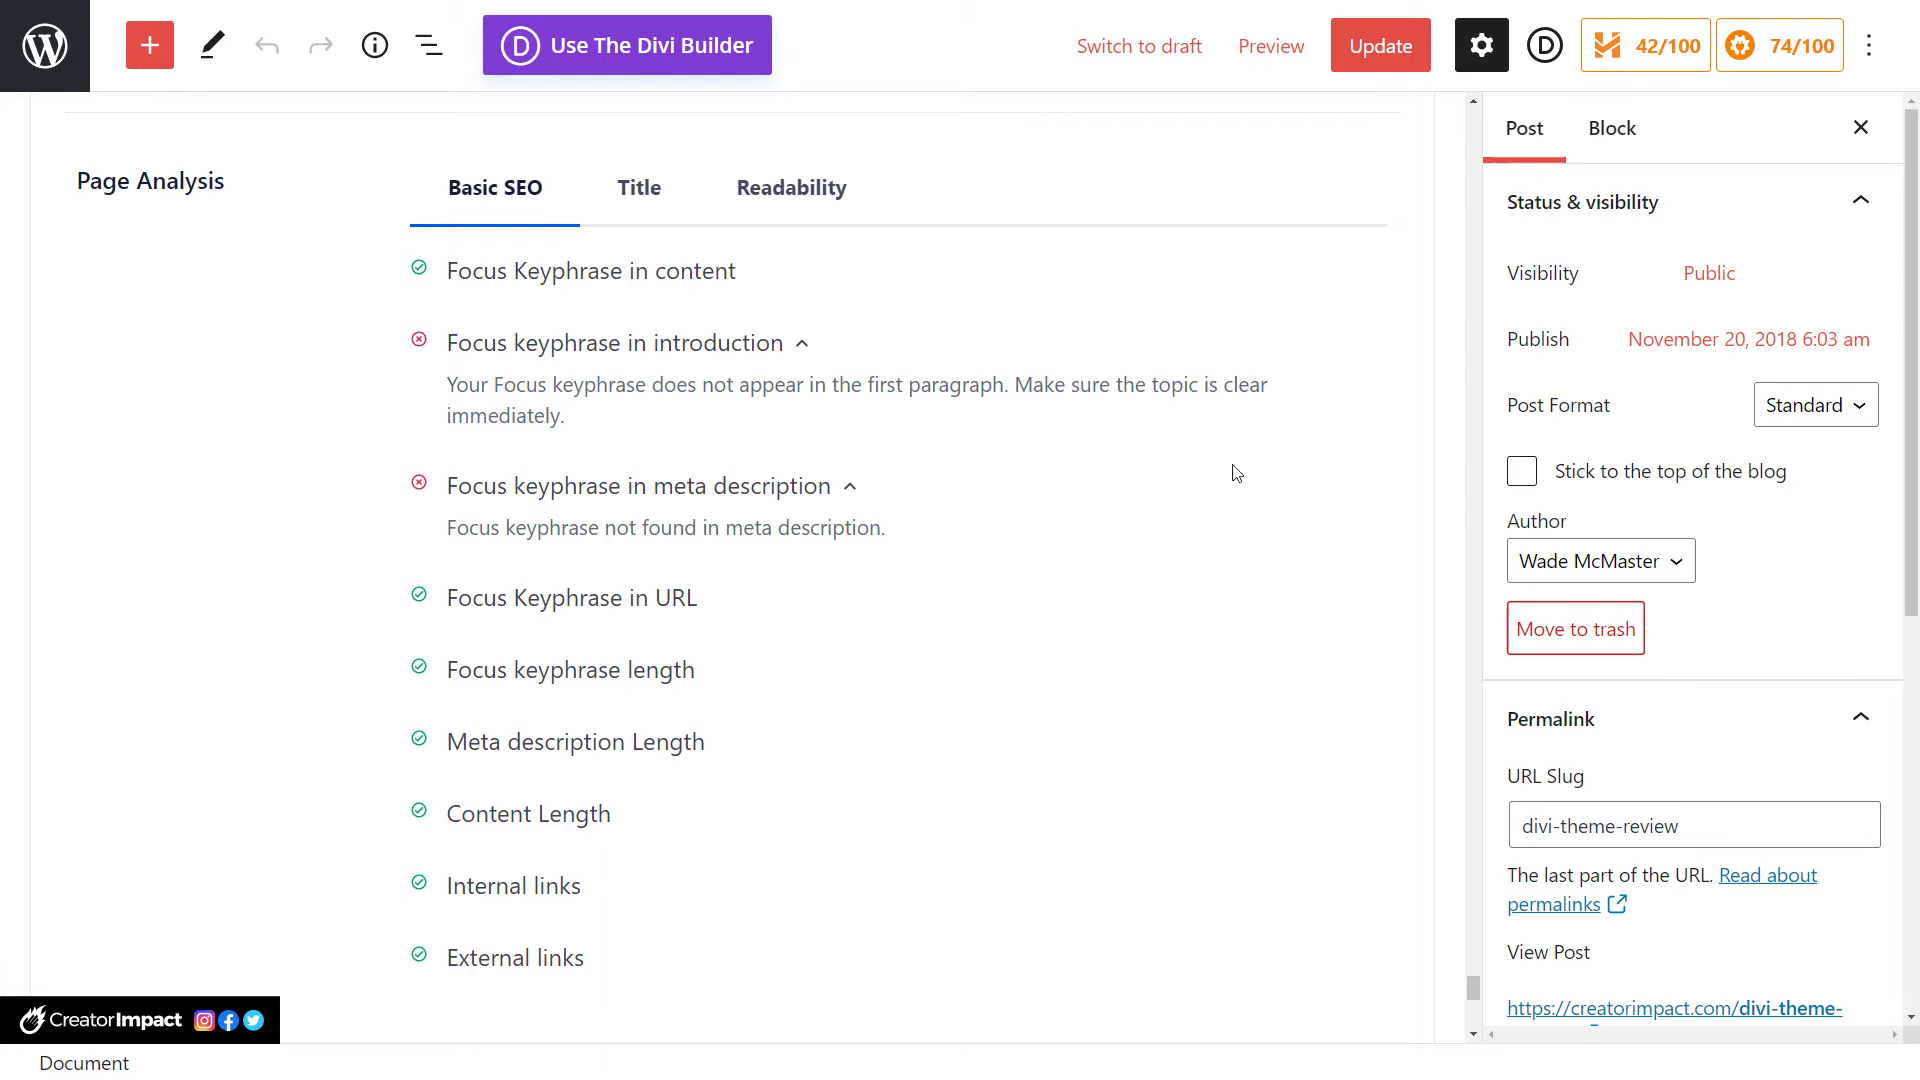 Use The Divi Builder
Switch to draft
Preview
Update
42/100
74/100
Page Analysis
Basic SEO
Title
Readability
Focus Keyphrase in content
Focus keyphrase in introduction
Your Focus keyphrase does not appear in the first paragraph. Make sure the topic is clear
immediately.
Focus keyphrase in meta description
Focus keyphrase not found in meta description.
Focus Keyphrase in URL
Focus keyphrase length
Meta description Length
Content Length
Internal links
External links
Post
Block
Status & visibility
Visibility
Public
Publish
November 20, 2018 6:03 am
Post Format
Standard
Stick to the top of the blog
Author
Wade McMaster
Move to trash
Permalink
URL Slug
divi-theme-review
The last part of the URL. Read about
permalinks
View Post
https://creatorimpact.com/divi-theme-
CreatorImpact
Document